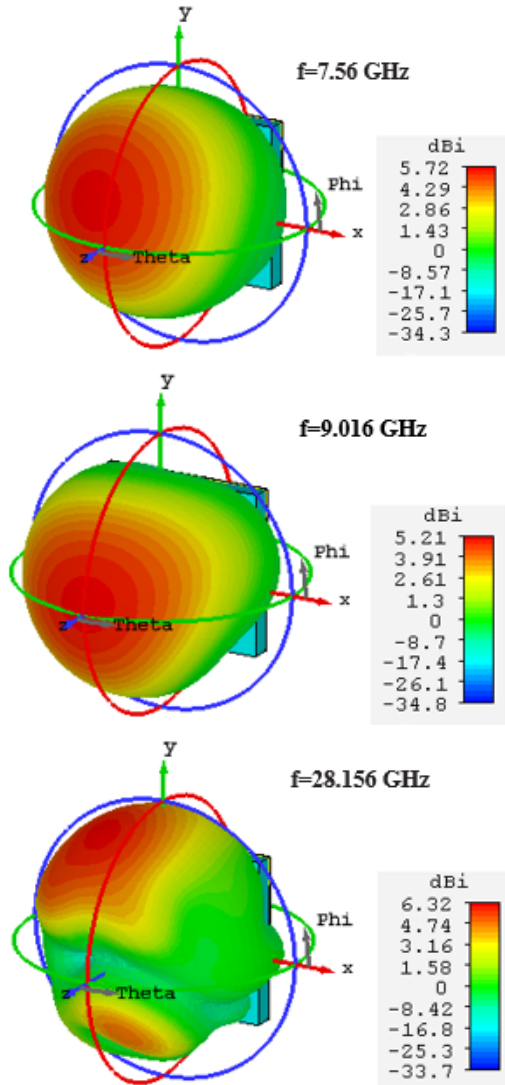 y
f=7.56 GHz
dBi
5.72
4.29
2.86
1.43
0
-8.57
-17.1
-25.7
-34.3
Phi
x
z
Theta
y
f=9.016 GHz
dBi
5.21
3.91
2.61
1.3
0
-8.7
-17.4
-26.1
-34.8
Phi
x
z
Theta
y
f=28.156 GHz
dBi
6.32
4.74
3.16
1.58
0
-8.42
-16.8
-25.3
-33.7
Phi
x
z
Theta